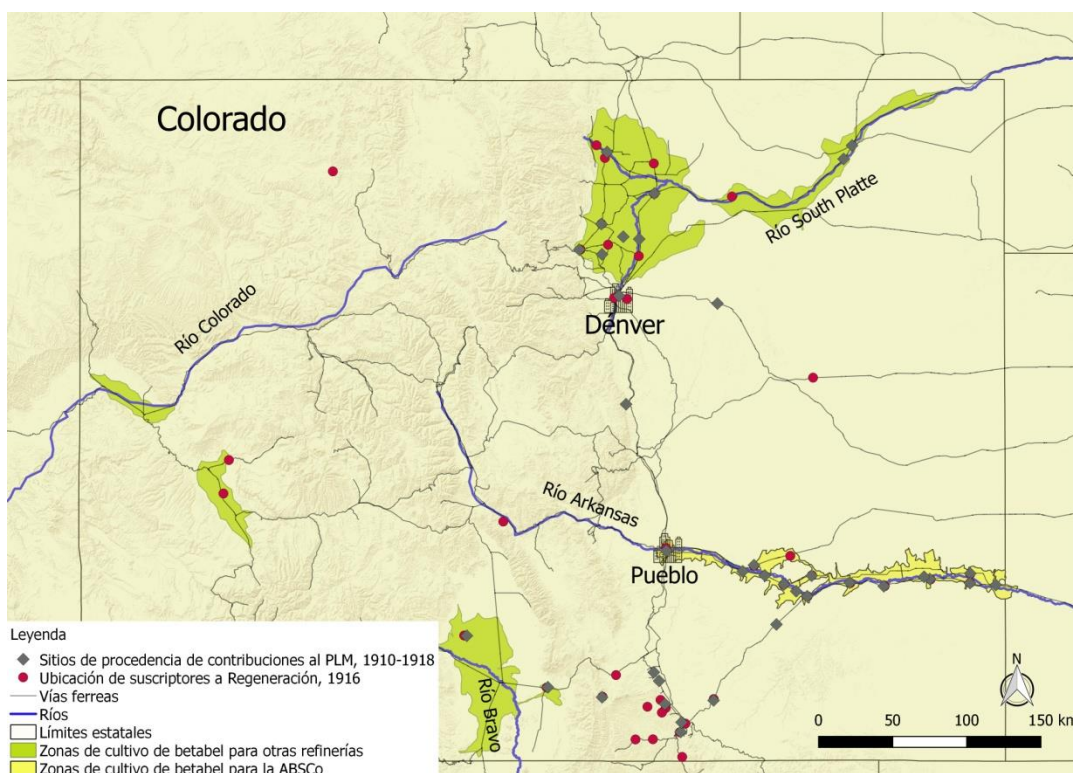 Colorado
Río South Platte
Río Colorado
Dénver
Río Arkansas
Pueblo
Río Bravo
Leyenda
Sitios de procedencia de contribuciones al PLM, 1910-1918
Ubicación de suscriptores a Regeneración, 1916
Vías ferreas
Ríos
Límites estatales
Zonas de cultivo de betabel para otras refinerías
Zonas de cultivo de betabel para la ABSCo
N
0 50 100 150 km